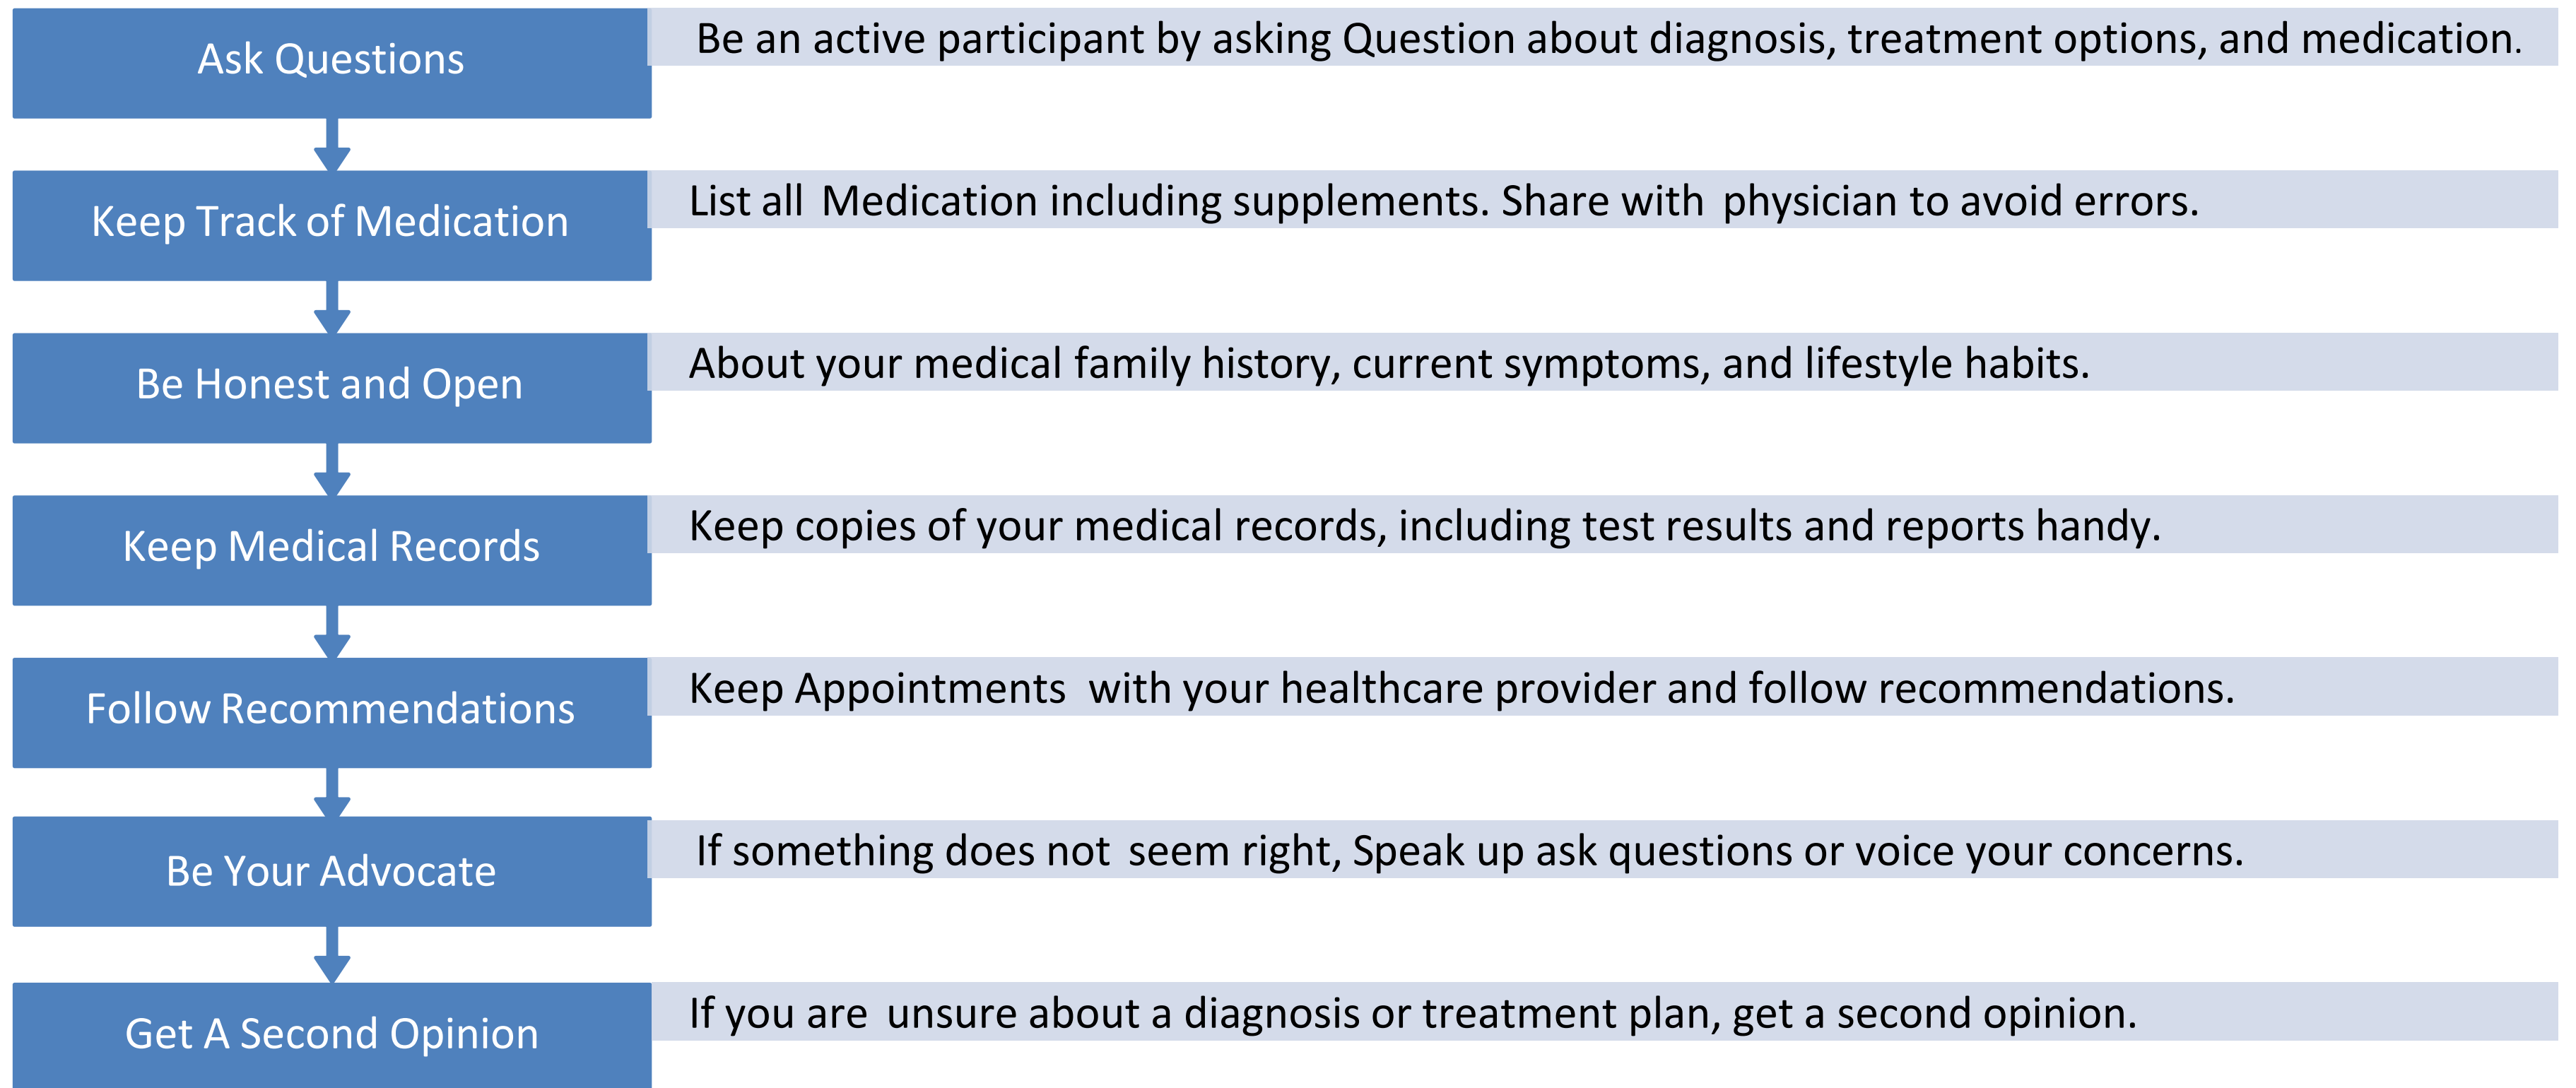 Ask Questions
Be an active participant by asking Question about diagnosis, treatment options, and medication.
Keep Track of Medication
List all Medication including supplements. Share with physician to avoid errors.
Be Honest and Open
About your medical family history, current symptoms, and lifestyle habits.
Keep Medical Records
Keep copies of your medical records, including test results and reports handy.
Follow Recommendations
Keep Appointments with your healthcare provider and follow recommendations.
Be Your Advocate
If something does not seem right, Speak up ask questions or voice your concerns.
Get A Second Opinion
If you are unsure about a diagnosis or treatment plan, get a second opinion.